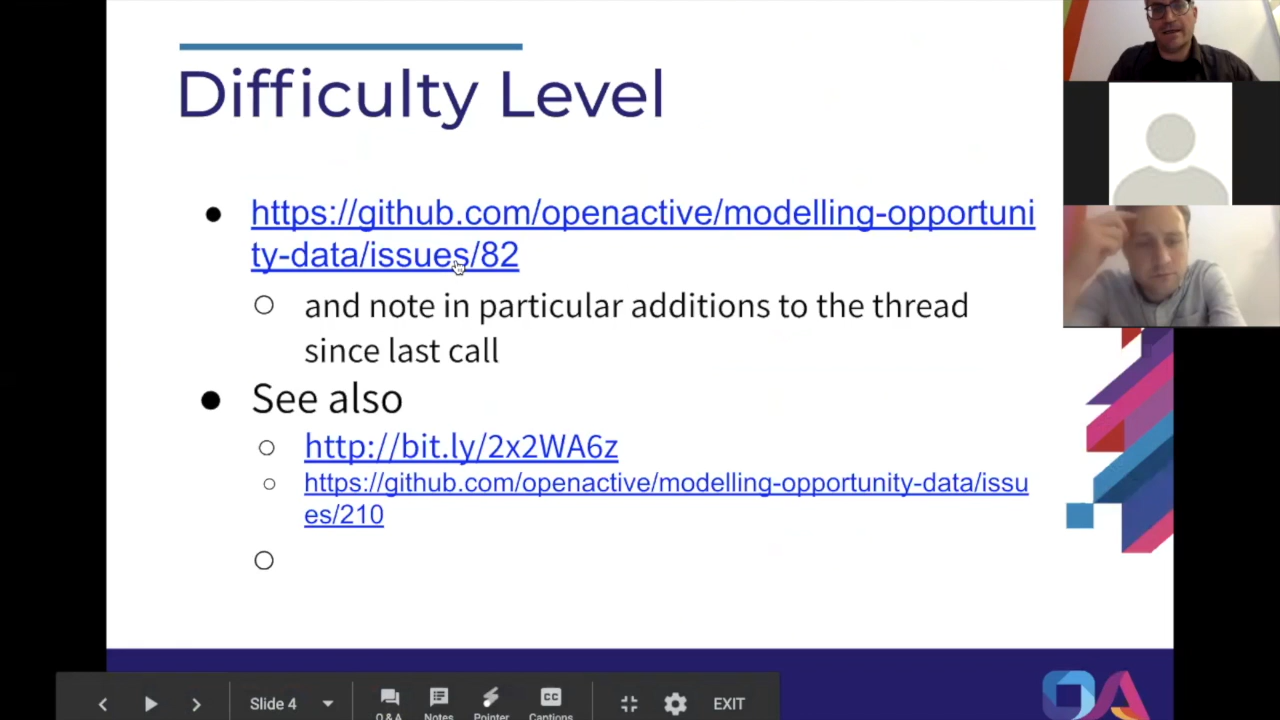 Difficulty Level
https://github.com/openactive/modelling-opportuni
ty-data/issues/82
and note in particular additions to the thread
since last call
See also
http://bit.ly/2x2WA6z
https://github.com/openactive/modelling-opportunity-data/issu
es/210
Slide 4
Q&A
Notes
Pointer
CC
Captions
EXIT
OA